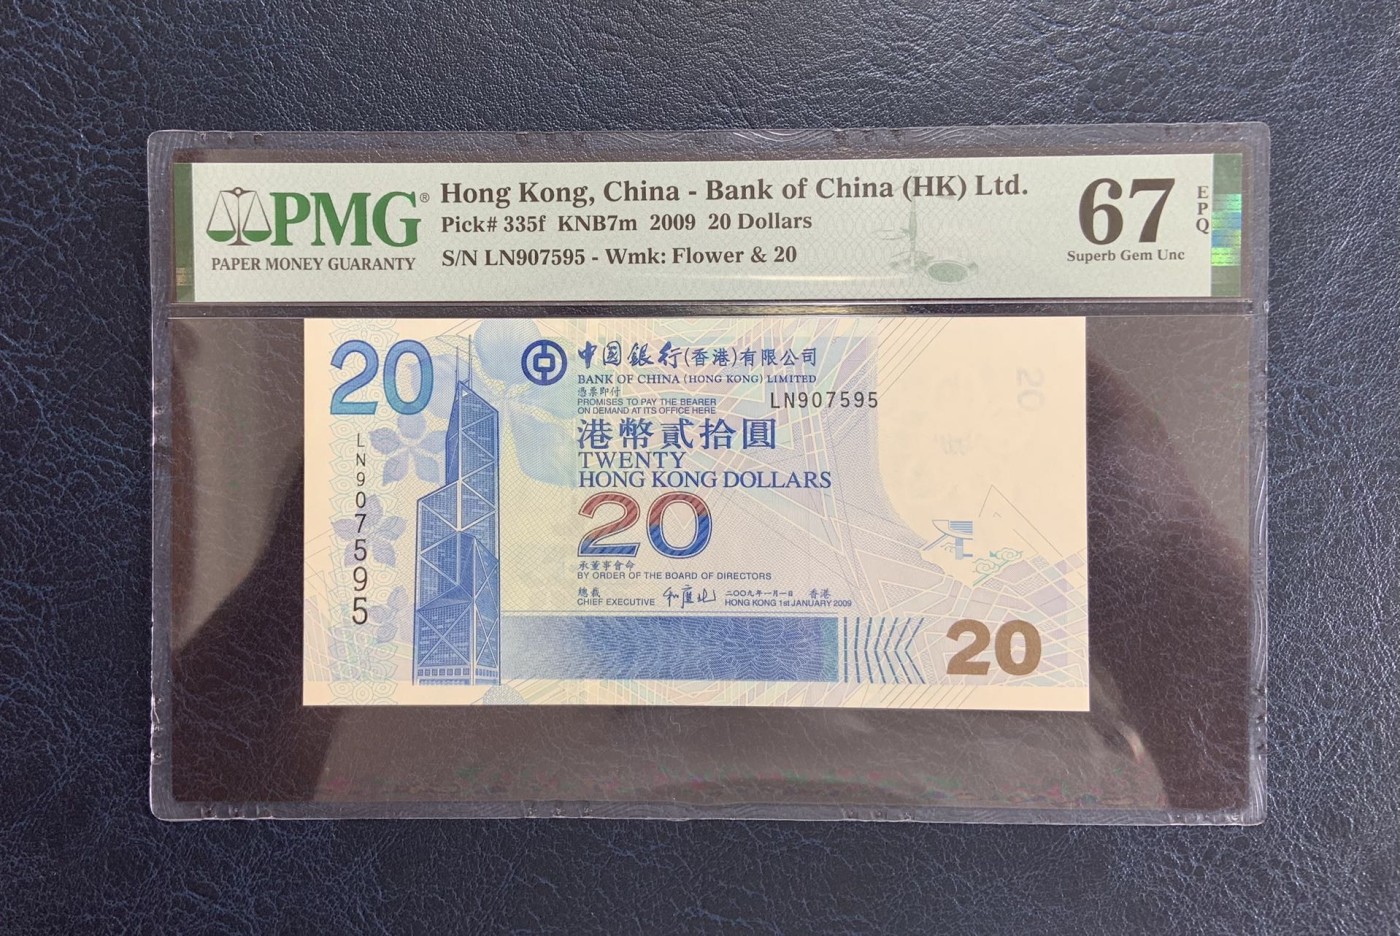 PMG®
PAPER MONEY GUARANTY
Hong Kong, China - Bank of China (HK) Ltd.
Pick# 335f KNB7m 2009 20 Dollars
S/N LN907595 - Wmk: Flower & 20
67
EPQ
Superb Gem Unc
20
中國銀行(香港)有限公司
BANK OF CHINA (HONG KONG) LIMITED
憑票即付
PROMISES TO PAY THE BEARER
ON DEMAND AT ITS OFFICE HERE
LN907595
LN907595
港幣貳拾圓
TWENTY
HONG KONG DOLLARS
20
承董事會命
BY ORDER OF THE BOARD OF DIRECTORS
總裁
CHIEF EXECUTIVE
二〇〇九年一月一日 香港
HONG KONG 1st JANUARY 2009
20